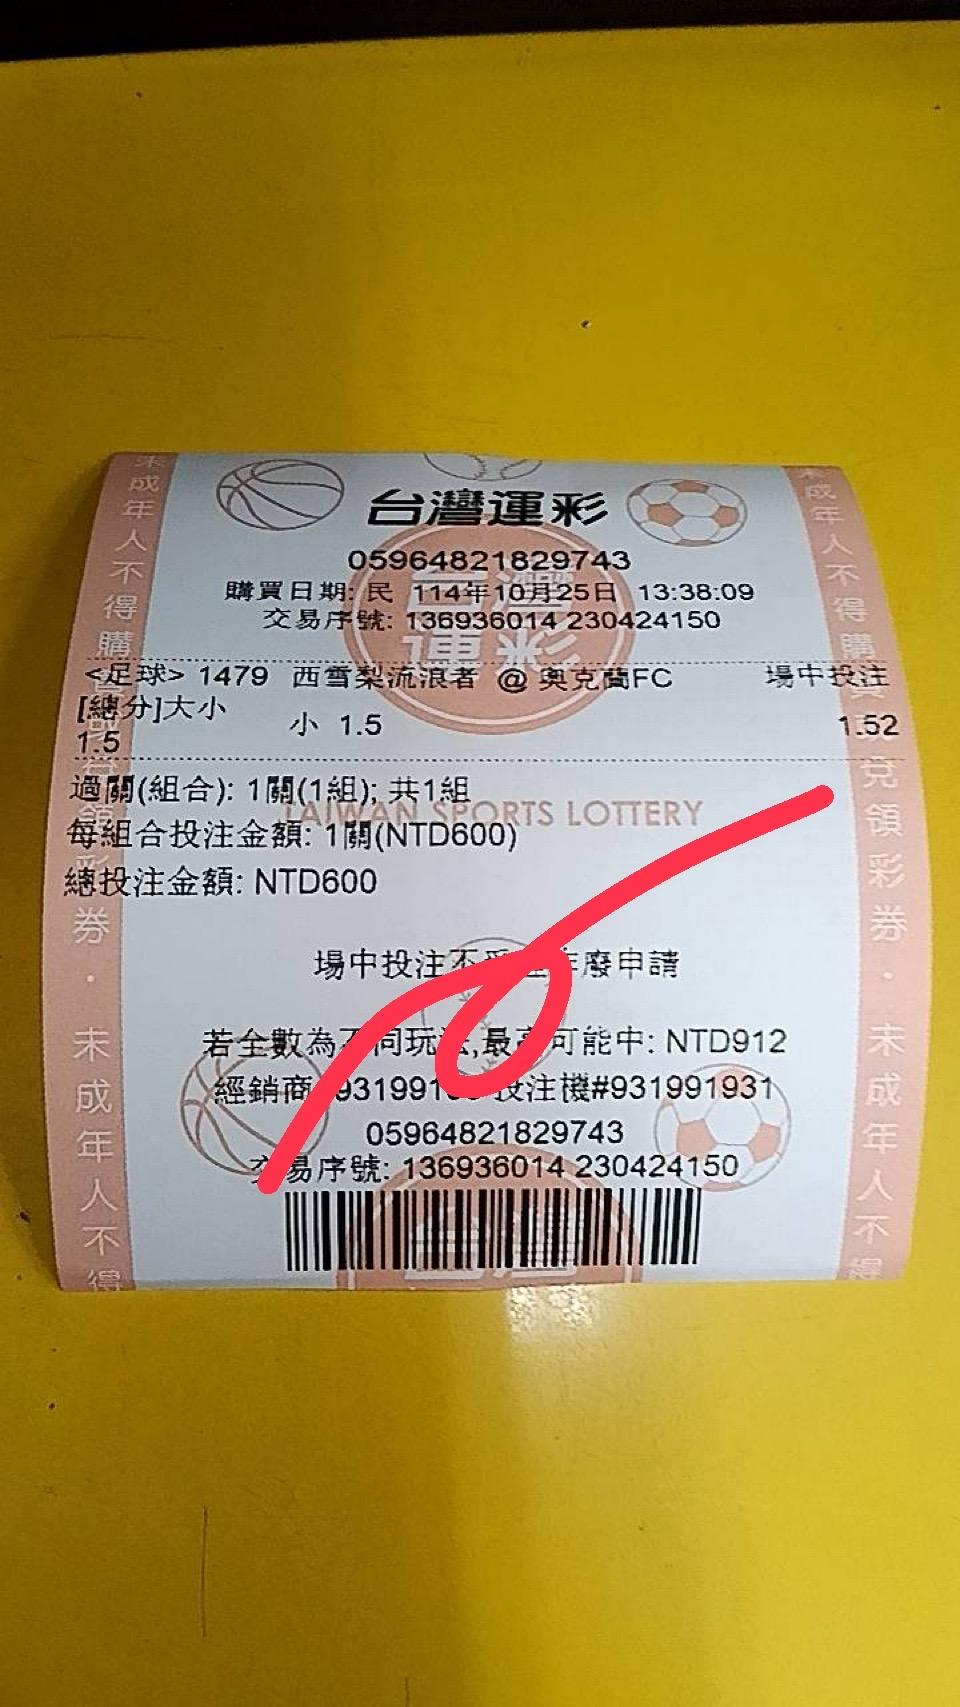 台灣運彩
05964821829743
購買日期: 民 114年10月25日 13:38:09
交易序號: 136936014 230424150
<足球> 1479 西雪梨流浪者 @ 奧克蘭FC 場中投注
[總分]大小
1.5 小 1.5 1.52
過關(組合): 1關(1組); 共1組
TAIWAN SPORTS LOTTERY
每組合投注金額: 1關(NTD600)
總投注金額: NTD600
場中投注不 廢申請
若全數為不同玩法,最高可能中: NTD912
經銷商 投注機#931991931
05964821829743
交易序號: 136936014 230424150
未成年人不得購 兌領彩券．未成年人不得
未成年人不得購 領彩券．未成年人不得